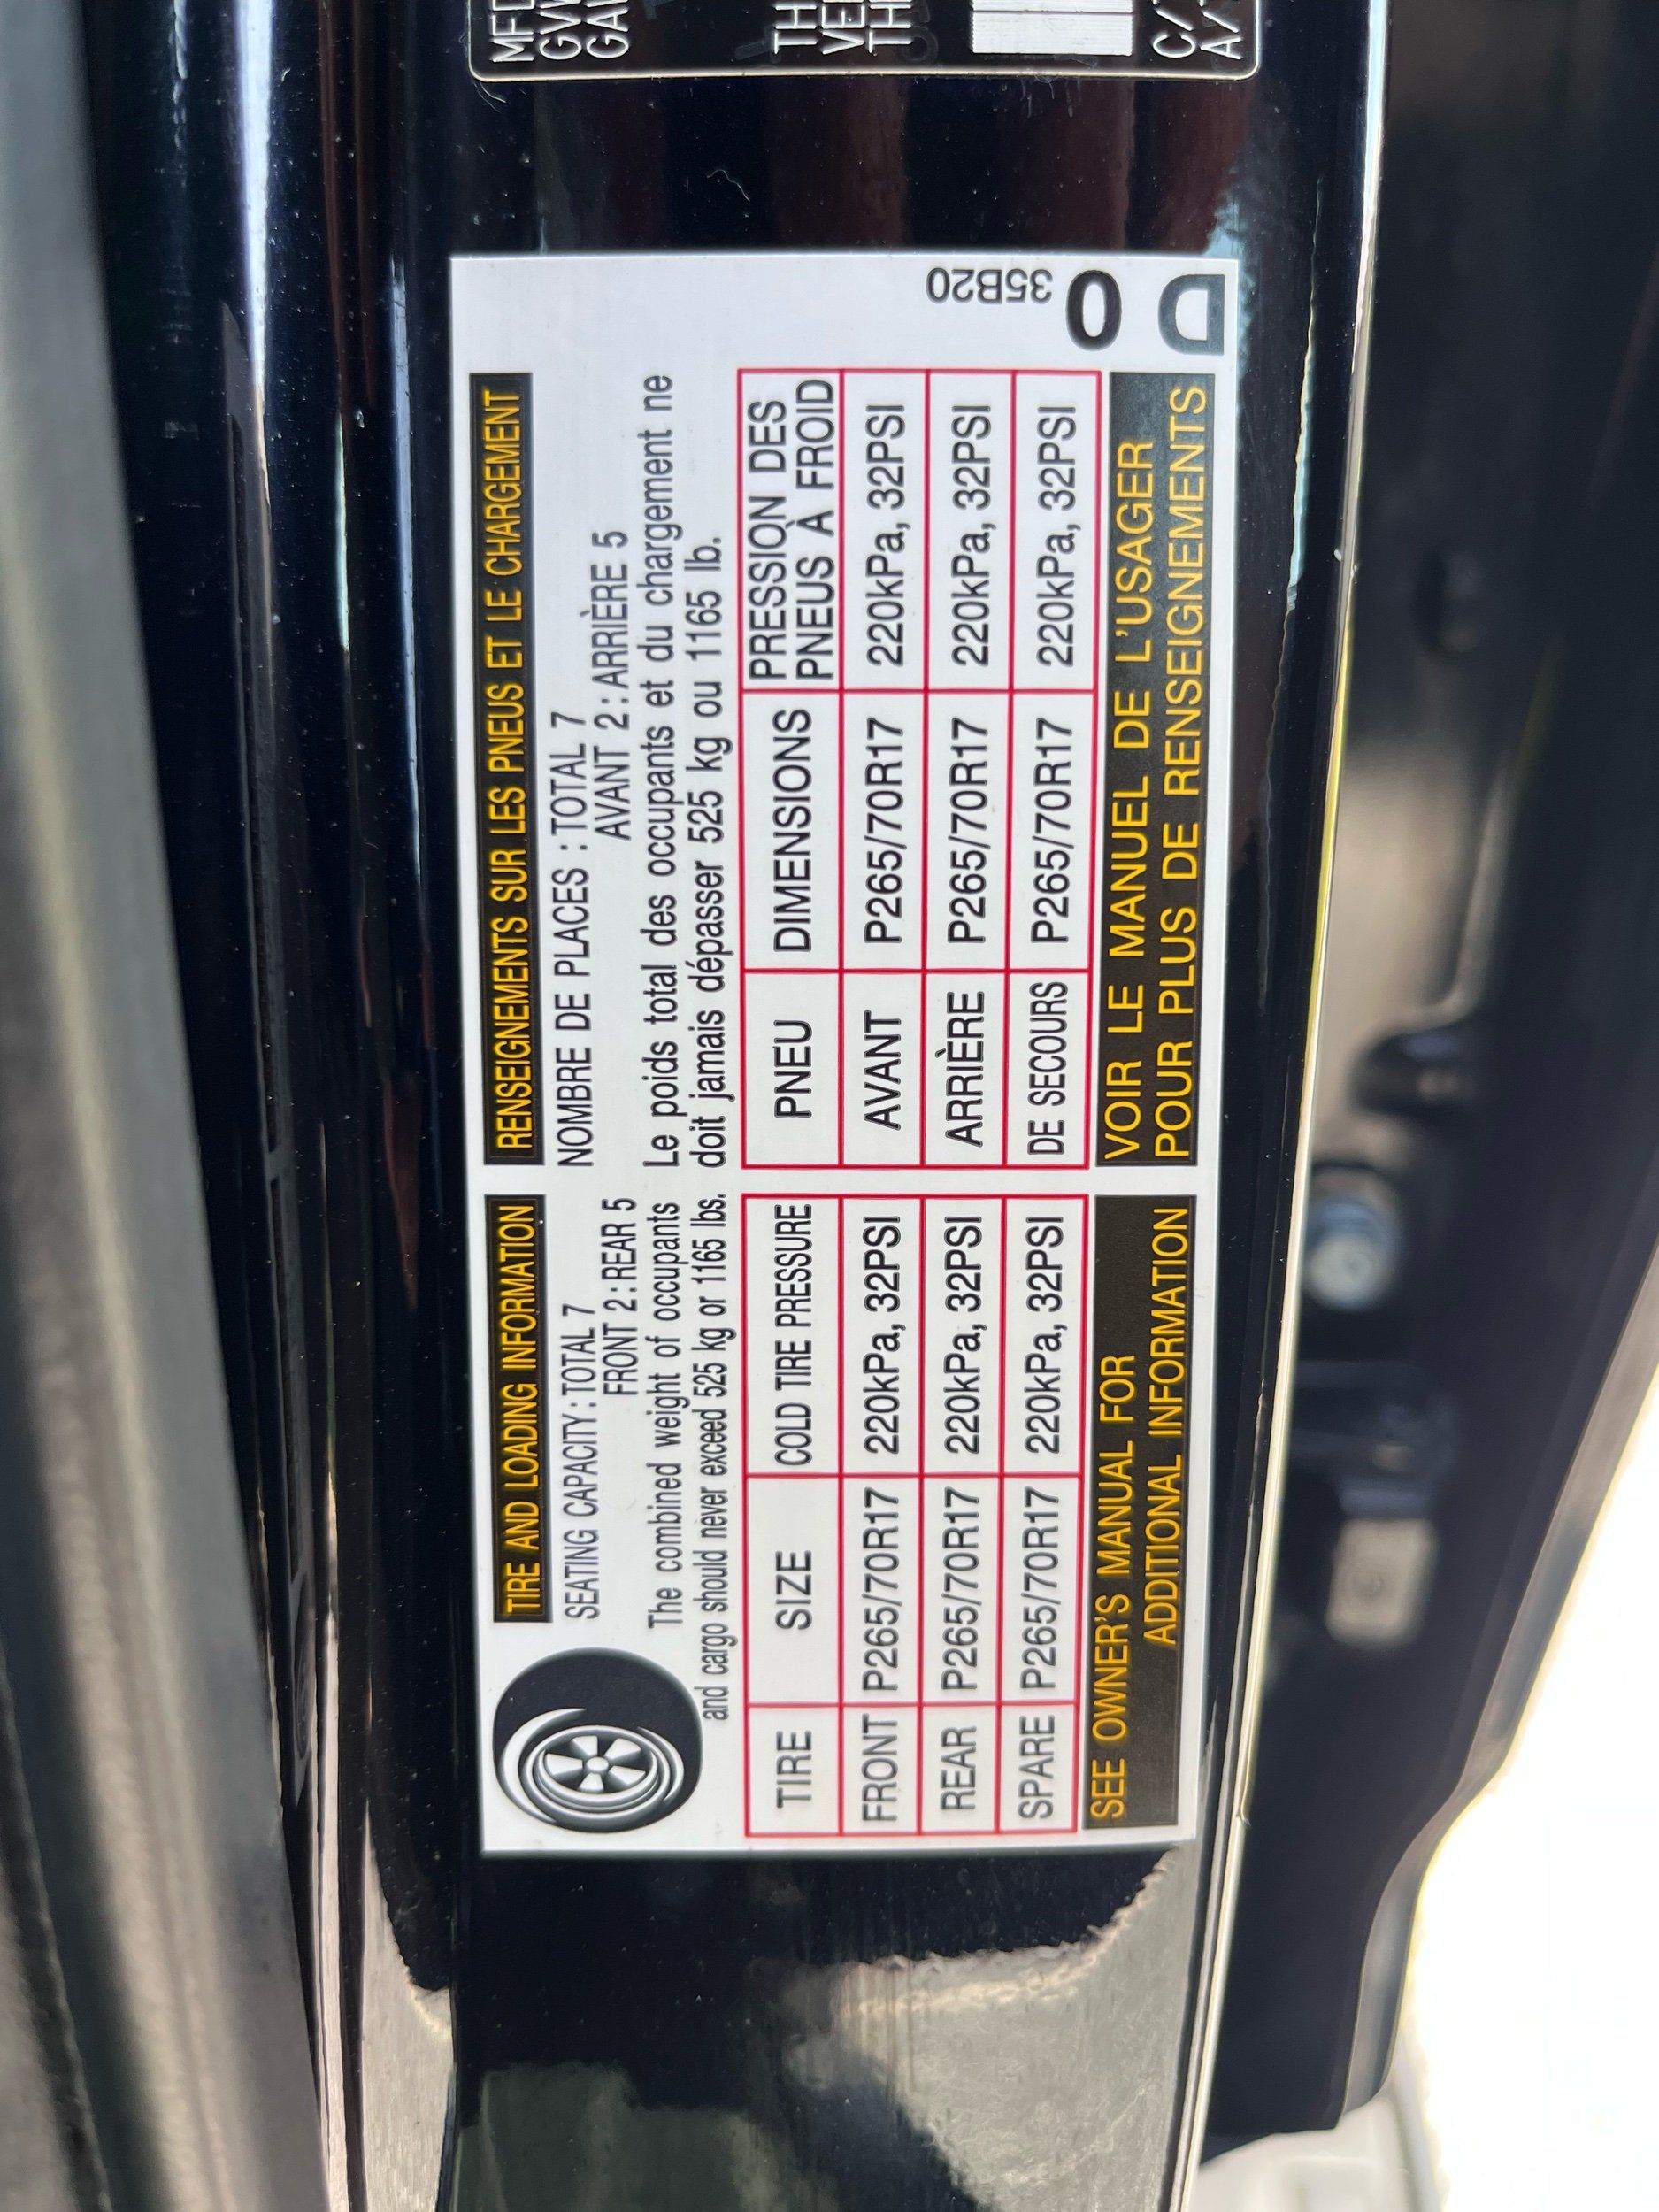 TIRE AND LOADING INFORMATION
SEATING CAPACITY: TOTAL 7
FRONT 2: REAR 5
The combined weight of occupants
and cargo should never exceed 525 kg or 1165 lbs.
TIRE SIZE COLD TIRE PRESSURE
FRONT P265/70R17 220kPa, 32PSI
REAR P265/70R17 220kPa, 32PSI
SPARE P265/70R17 220kPa, 32PSI
SEE OWNER'S MANUAL FOR
ADDITIONAL INFORMATION
RENSEIGNEMENTS SUR LES PNEUS ET LE CHARGEMENT
NOMBRE DE PLACES : TOTAL 7
AVANT 2: ARRIÈRE 5
Le poids total des occupants et du chargement ne
doit jamais dépasser 525 kg ou 1165 lb.
PNEU DIMENSIONS PRESSION DES
PNEUS À FROID
AVANT P265/70R17 220kPa, 32PSI
ARRIÈRE P265/70R17 220kPa, 32PSI
DE SECOURS P265/70R17 220kPa, 32PSI
VOIR LE MANUEL DE L'USAGER
POUR PLUS DE RENSEIGNEMENTS
35B20
0
D